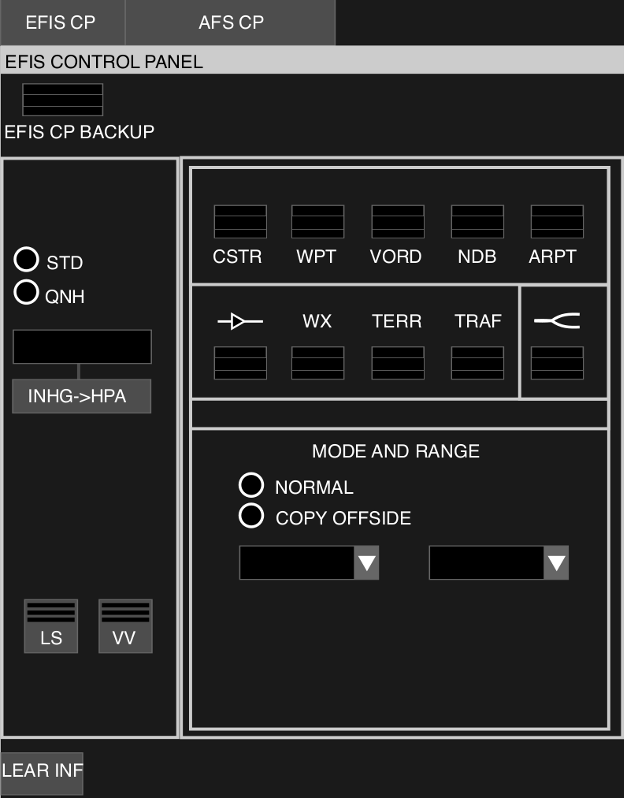 EFIS CP AFS CP
EFIS CONTROL PANEL
EFIS CP BACKUP
STD
QNH
INHG->HPA
LS VV
CSTR WPT VORD NDB ARPT
WX TERR TRAF
MODE AND RANGE
NORMAL
COPY OFFSIDE
LEAR INF